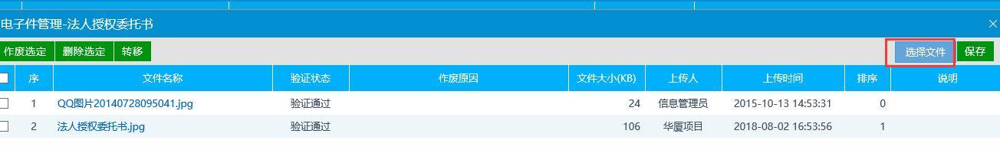 电子件管理-法人授权委托书 ×
作废选定 删除选定 转移 选择文件 保存
序 文件名称 验证状态 作废原因 文件大小(KB) 上传人 上传时间 排序 说明
1 QQ图片20140728095041.jpg 验证通过 24 信息管理员 2015-10-13 14:53:31 0
2 法人授权委托书.jpg 验证通过 106 华厦项目 2018-08-02 16:53:56 1